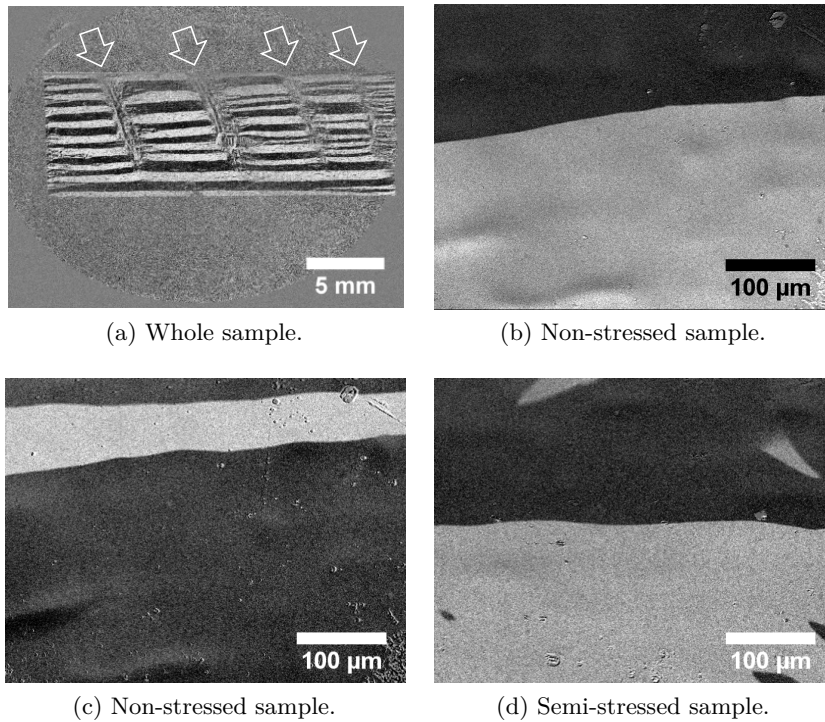 5 mm
100 µm
(a) Whole sample.
(b) Non-stressed sample.
100 µm
100 µm
(c) Non-stressed sample.
(d) Semi-stressed sample.